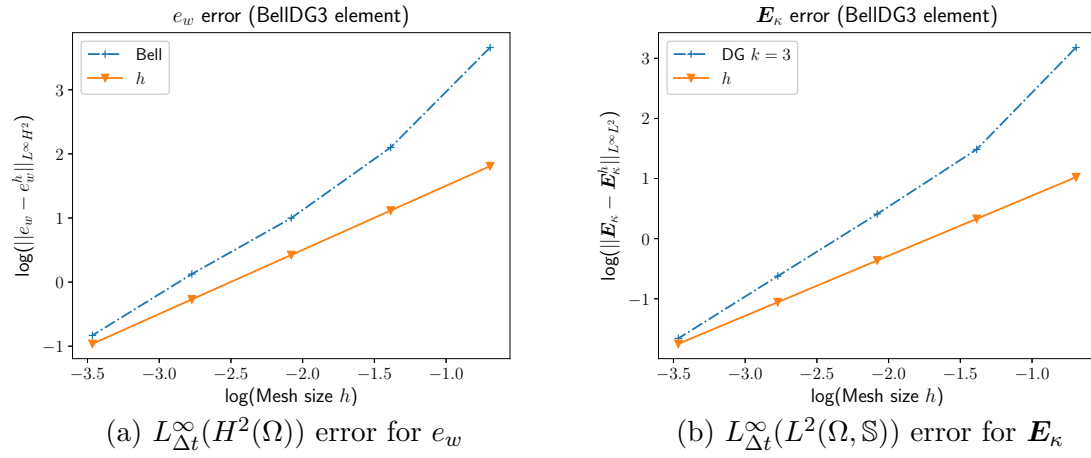 e_w error (BellDG3 element)
Bell
h
log(||e_w − e_w^h||_{L^∞H^2})
3
2
1
0
−1
−3.5 −3.0 −2.5 −2.0 −1.5 −1.0
log(Mesh size h)
(a) L^∞_{Δt}(H^2(Ω)) error for e_w
𝑬_κ error (BellDG3 element)
DG k = 3
h
log(||𝑬_κ − 𝑬_κ^h||_{L^∞L^2})
3
2
1
0
−1
−3.5 −3.0 −2.5 −2.0 −1.5 −1.0
log(Mesh size h)
(b) L^∞_{Δt}(L^2(Ω, 𝕊)) error for 𝑬_κ